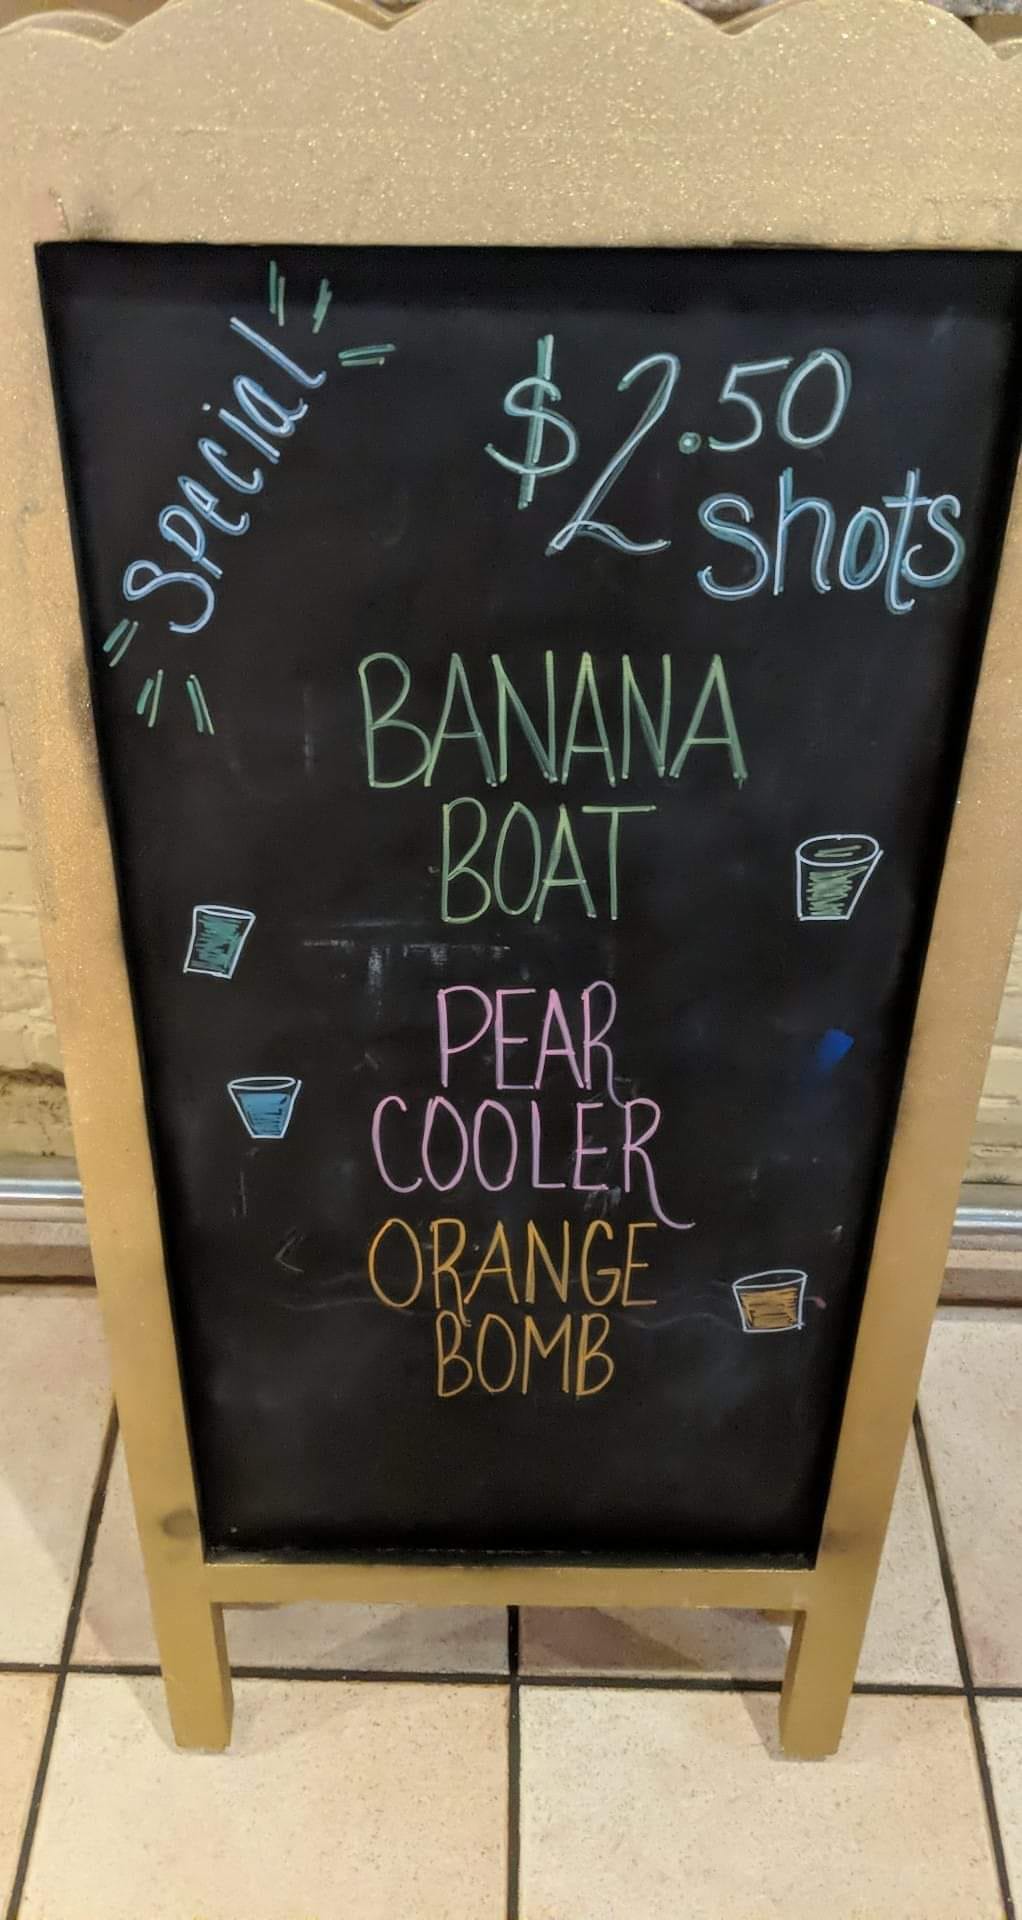 Special
$2.50
shots
BANANA
BOAT
PEAR
COOLER
ORANGE
BOMB